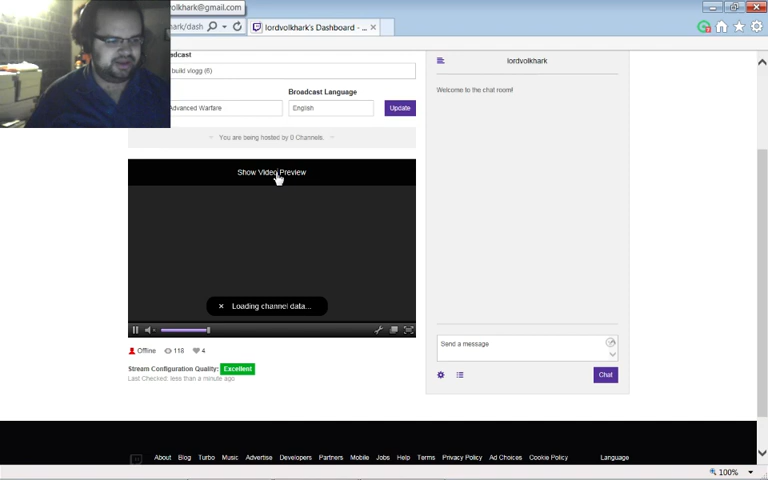 olkhark@gmail.com
hark/dash
lordvolkhark's Dashboard - ...
dcast
build vlogg (6)
Broadcast Language
Advanced Warfare
English
Update
You are being hosted by 0 Channels.
Show Video Preview
Loading channel data...
Offline 118 4
Stream Configuration Quality: Excellent
Last Checked: less than a minute ago
lordvolkhark
Welcome to the chat room!
Send a message
Chat
About Blog Turbo Music Advertise Developers Partners Mobile Jobs Help Terms Privacy Policy Ad Choices Cookie Policy Language
100%